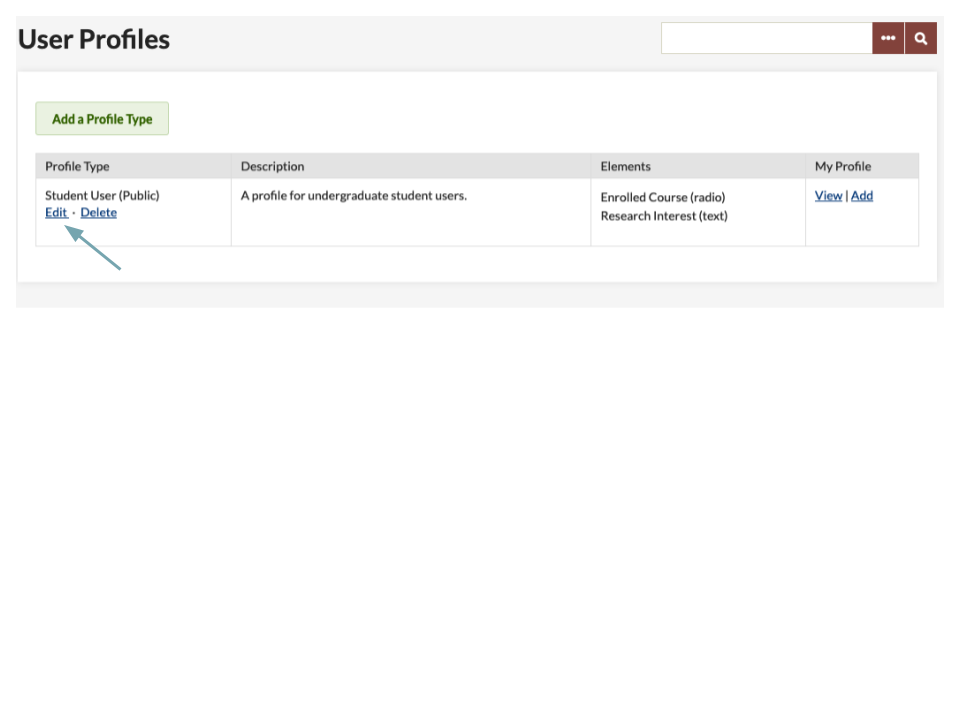 User Profiles
Add a Profile Type
Profile Type Description Elements My Profile
Student User (Public) A profile for undergraduate student users. Enrolled Course (radio) View | Add
Edit · Delete Research Interest (text)